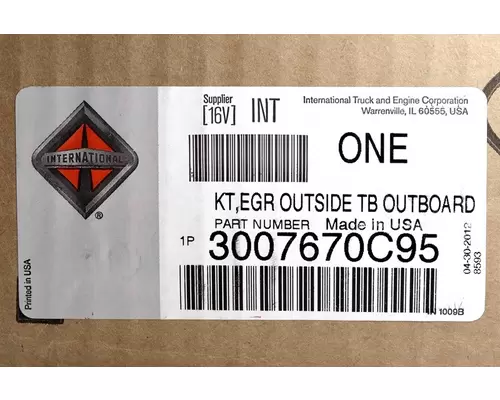 Supplier
[16V] INT
International Truck and Engine Corporation
Warrenville, IL 60555, USA
INTERNATIONAL
®
ONE
KT,EGR OUTSIDE TB OUTBOARD
PART NUMBER Made in USA
1P 3007670C95
04-30-2012
8593
Printed in USA
N 1009B